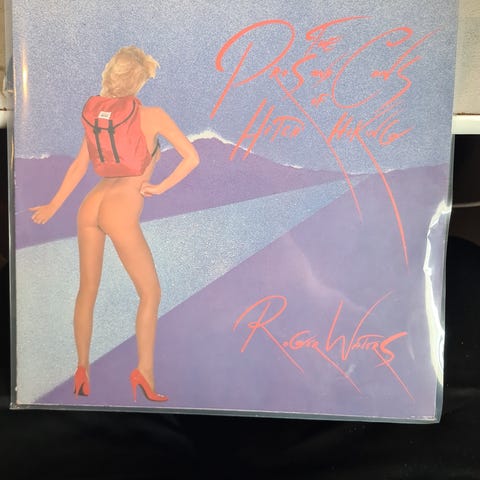 The
Pros and Cons
of
Hitch Hiking
Roger Waters